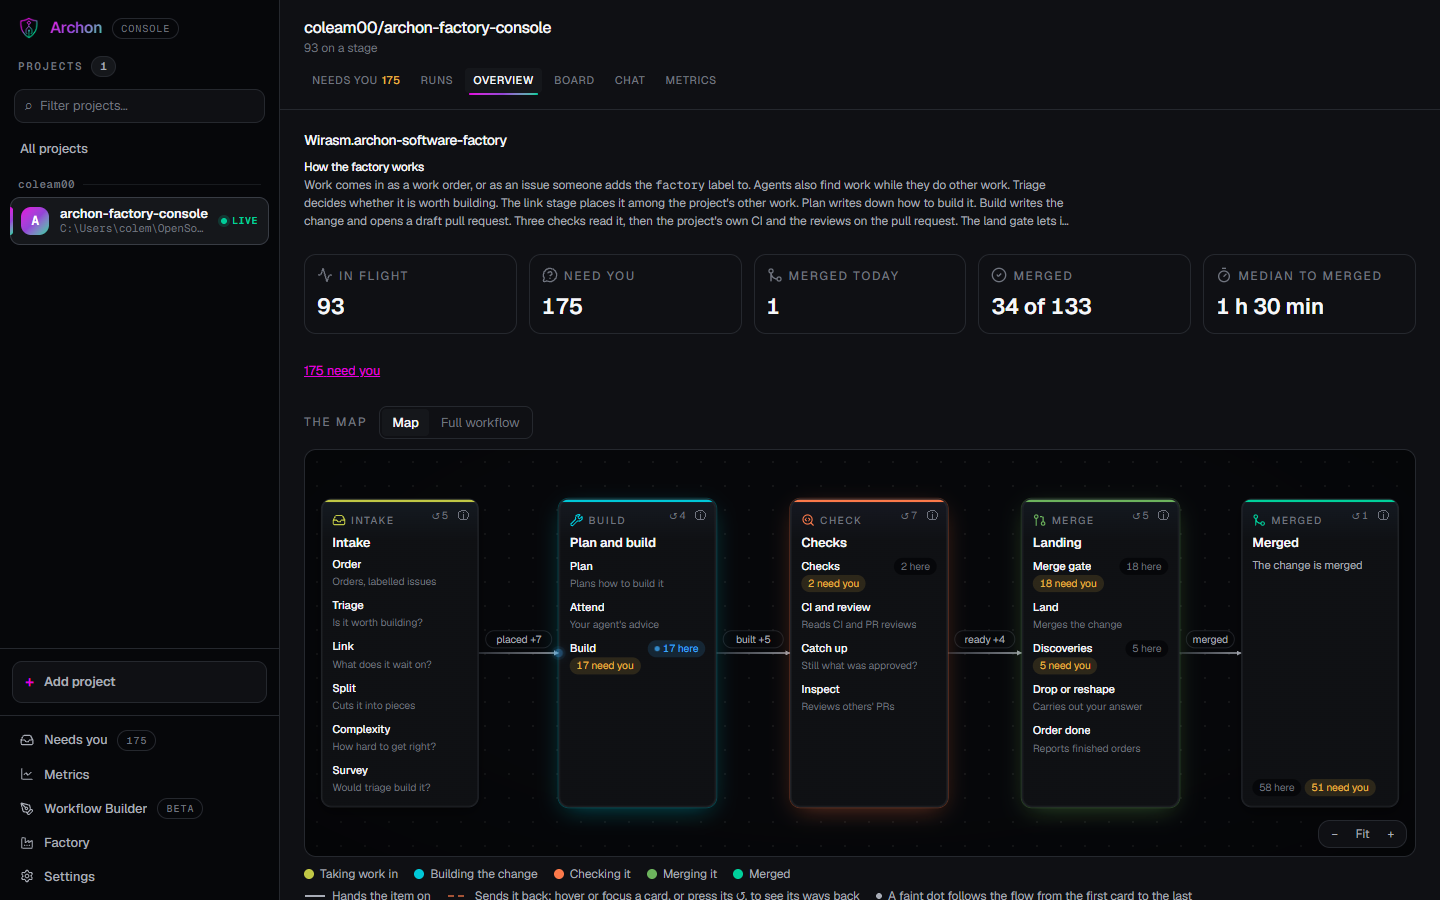 Archon CONSOLE
PROJECTS 1
Filter projects...
All projects
coleam00
A
archon-factory-console
LIVE
C:\Users\colem\OpenSo…
+ Add project
Needs you 175
Metrics
Workflow Builder BETA
Factory
Settings
coleam00/archon-factory-console
93 on a stage
NEEDS YOU 175 RUNS OVERVIEW BOARD CHAT METRICS
Wirasm.archon-software-factory
How the factory works
Work comes in as a work order, or as an issue someone adds the factory label to. Agents also find work while they do other work. Triage
decides whether it is worth building. The link stage places it among the project's other work. Plan writes down how to build it. Build writes the
change and opens a draft pull request. Three checks read it, then the project's own CI and the reviews on the pull request. The land gate lets i…
IN FLIGHT
93
NEED YOU
175
MERGED TODAY
1
MERGED
34 of 133
MEDIAN TO MERGED
1 h 30 min
175 need you
THE MAP Map Full workflow
INTAKE ↺ 5 ⓘ
Intake
Order
Orders, labelled issues
Triage
Is it worth building?
Link
What does it wait on?
Split
Cuts it into pieces
Complexity
How hard to get right?
Survey
Would triage build it?
placed +7
BUILD ↺ 4 ⓘ
Plan and build
Plan
Plans how to build it
Attend
Your agent's advice
Build 17 here
17 need you
built +5
CHECK ↺ 7 ⓘ
Checks
Checks 2 here
2 need you
CI and review
Reads CI and PR reviews
Catch up
Still what was approved?
Inspect
Reviews others' PRs
ready +4
MERGE ↺ 5 ⓘ
Landing
Merge gate 18 here
18 need you
Land
Merges the change
Discoveries 5 here
5 need you
Drop or reshape
Carries out your answer
Order done
Reports finished orders
merged
MERGED ↺ 1 ⓘ
Merged
The change is merged
58 here 51 need you
− Fit +
Taking work in Building the change Checking it Merging it Merged
Hands the item on Sends it back: hover or focus a card, or press its ↺, to see its ways back A faint dot follows the flow from the first card to the last